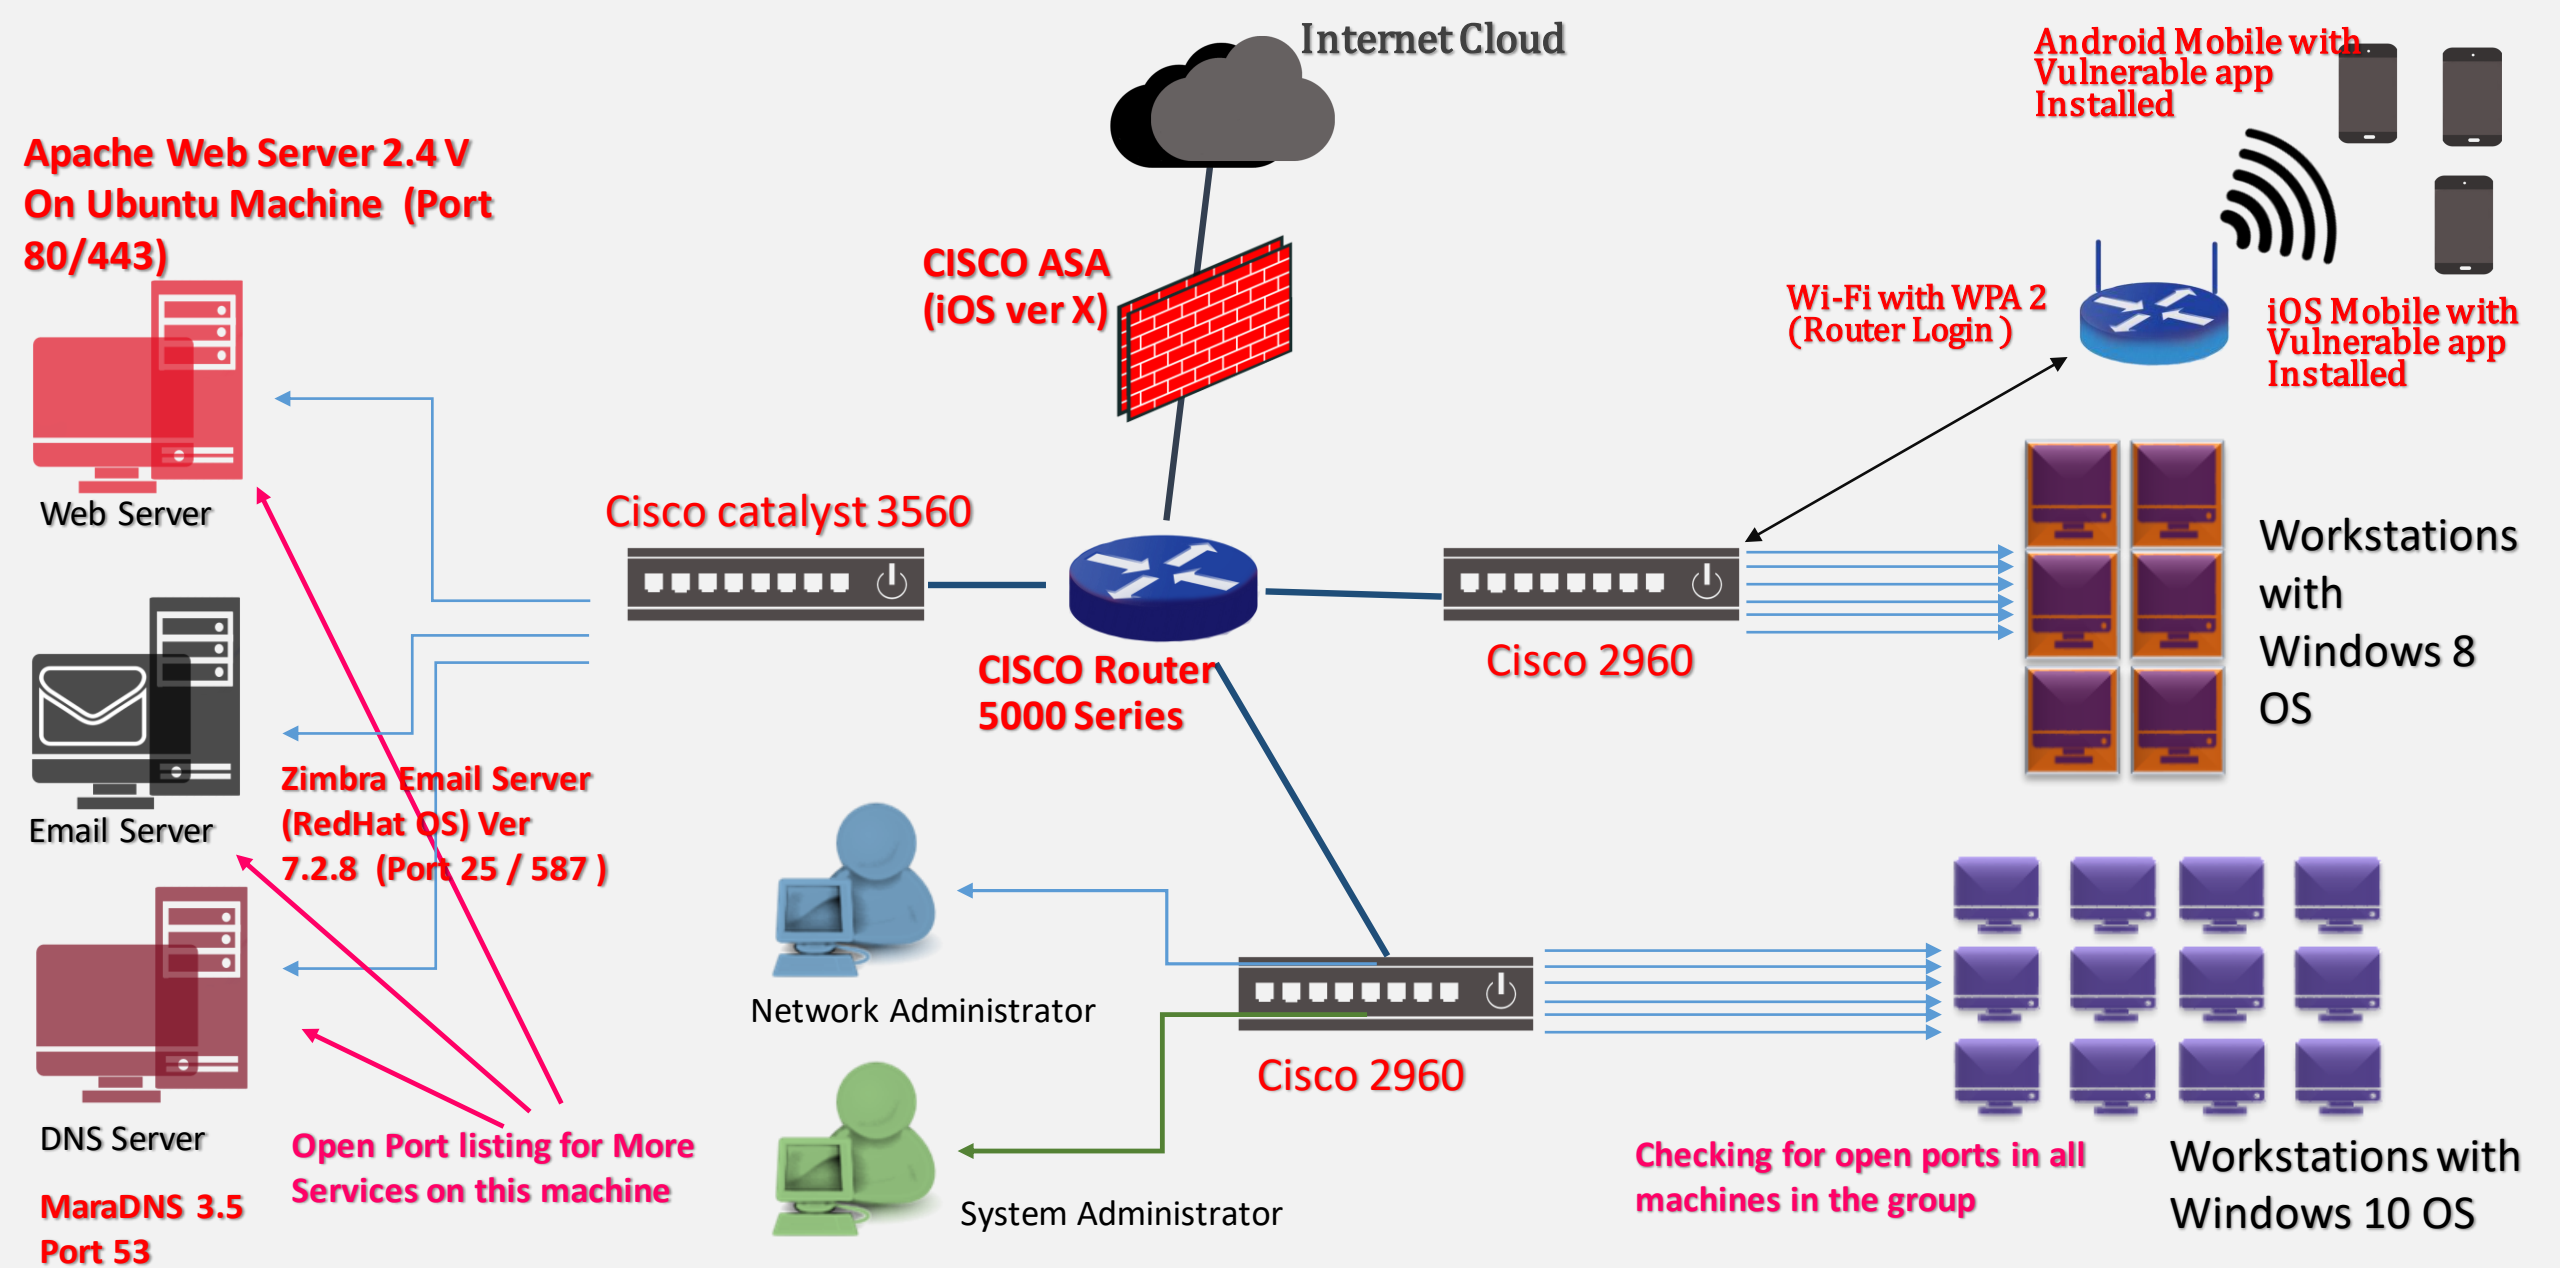 Internet Cloud
Android Mobile with
Vulnerable app
Installed
Apache Web Server 2.4 V
On Ubuntu Machine (Port
80/443)
CISCO ASA
(iOS ver X)
Wi-Fi with WPA 2
(Router Login )
iOS Mobile with
Vulnerable app
Installed
Web Server
Cisco catalyst 3560
Workstations
with
Windows 8
OS
CISCO Router
5000 Series
Cisco 2960
Zimbra Email Server
(RedHat OS) Ver
7.2.8 (Port 25 / 587 )
Email Server
Network Administrator
Cisco 2960
DNS Server
Open Port listing for More
Services on this machine
MaraDNS 3.5
Port 53
System Administrator
Checking for open ports in all
machines in the group
Workstations with
Windows 10 OS